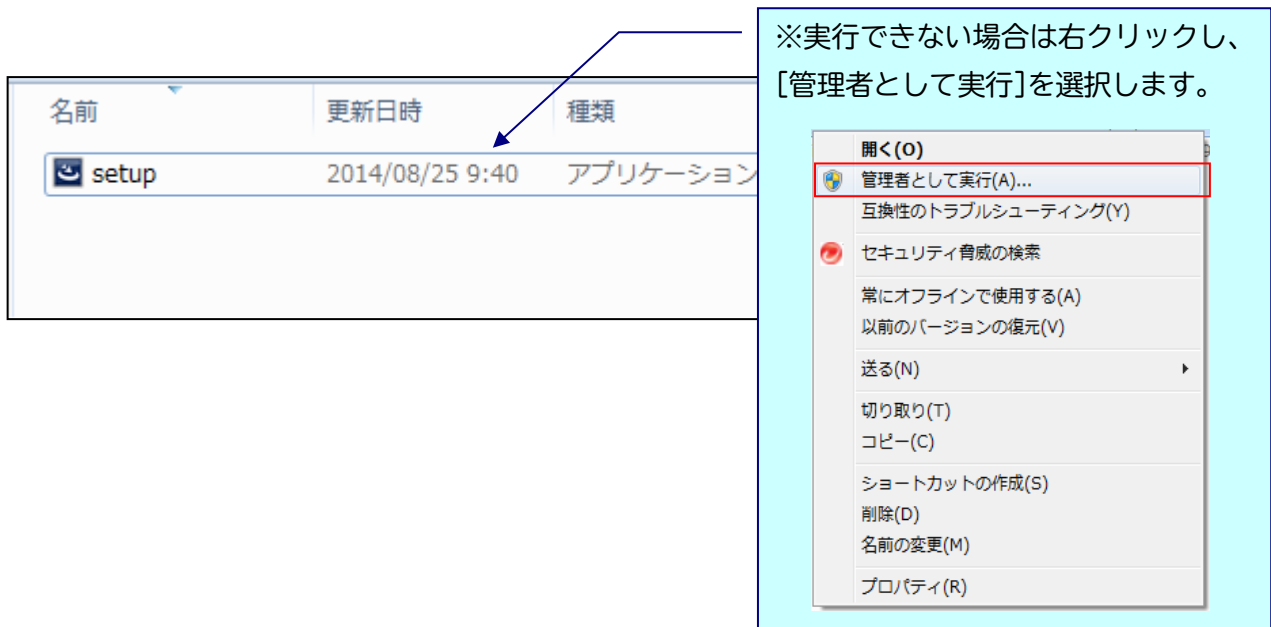 ※実行できない場合は右クリックし、
[管理者として実行]を選択します。
名前 更新日時 種類
setup 2014/08/25 9:40 アプリケーション
開く(O)
管理者として実行(A)...
互換性のトラブルシューティング(Y)
セキュリティ脅威の検索
常にオフラインで使用する(A)
以前のバージョンの復元(V)
送る(N)
切り取り(T)
コピー(C)
ショートカットの作成(S)
削除(D)
名前の変更(M)
プロパティ(R)